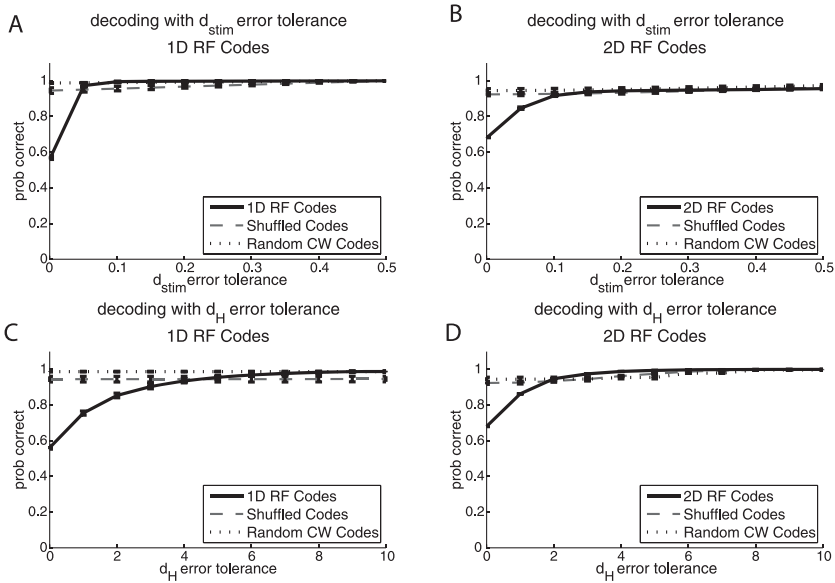 A
decoding with d_stim error tolerance
1D RF Codes
prob correct
1
0.8
0.6
0.4
0.2
0
1D RF Codes
Shuffled Codes
Random CW Codes
0 0.1 0.2 0.3 0.4 0.5
d_stim error tolerance
B
decoding with d_stim error tolerance
2D RF Codes
prob correct
1
0.8
0.6
0.4
0.2
0
2D RF Codes
Shuffled Codes
Random CW Codes
0 0.1 0.2 0.3 0.4 0.5
d_stim error tolerance
C
decoding with d_H error tolerance
1D RF Codes
prob correct
1
0.8
0.6
0.4
0.2
0
1D RF Codes
Shuffled Codes
Random CW Codes
0 2 4 6 8 10
d_H error tolerance
D
decoding with d_H error tolerance
2D RF Codes
prob correct
1
0.8
0.6
0.4
0.2
0
2D RF Codes
Shuffled Codes
Random CW Codes
0 2 4 6 8 10
d_H error tolerance